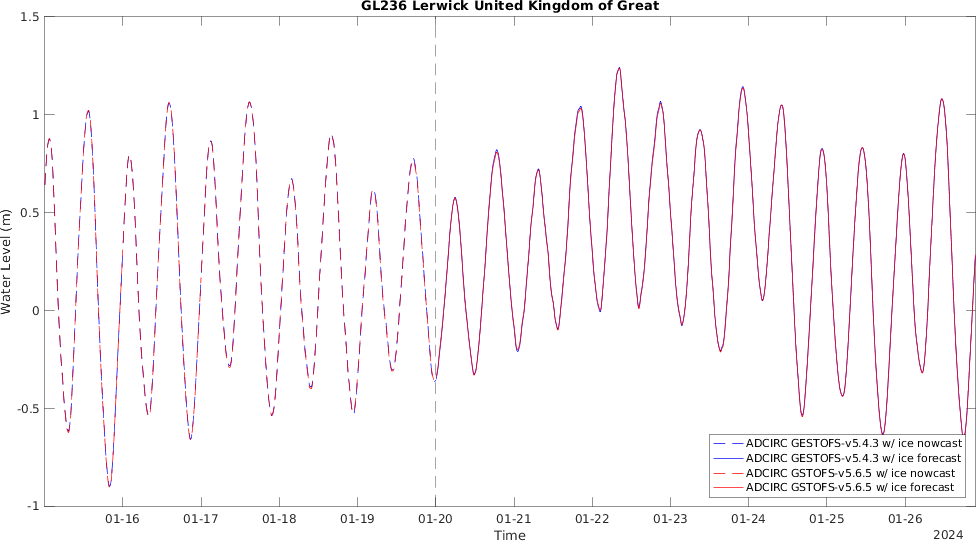 GL236 Lerwick United Kingdom of Great
1.5
1
0.5
0
-0.5
-1
Water Level (m)
01-16 01-17 01-18 01-19 01-20 01-21 01-22 01-23 01-24 01-25 01-26
Time
2024
ADCIRC GESTOFS-v5.4.3 w/ ice nowcast
ADCIRC GESTOFS-v5.4.3 w/ ice forecast
ADCIRC GSTOFS-v5.6.5 w/ ice nowcast
ADCIRC GSTOFS-v5.6.5 w/ ice forecast